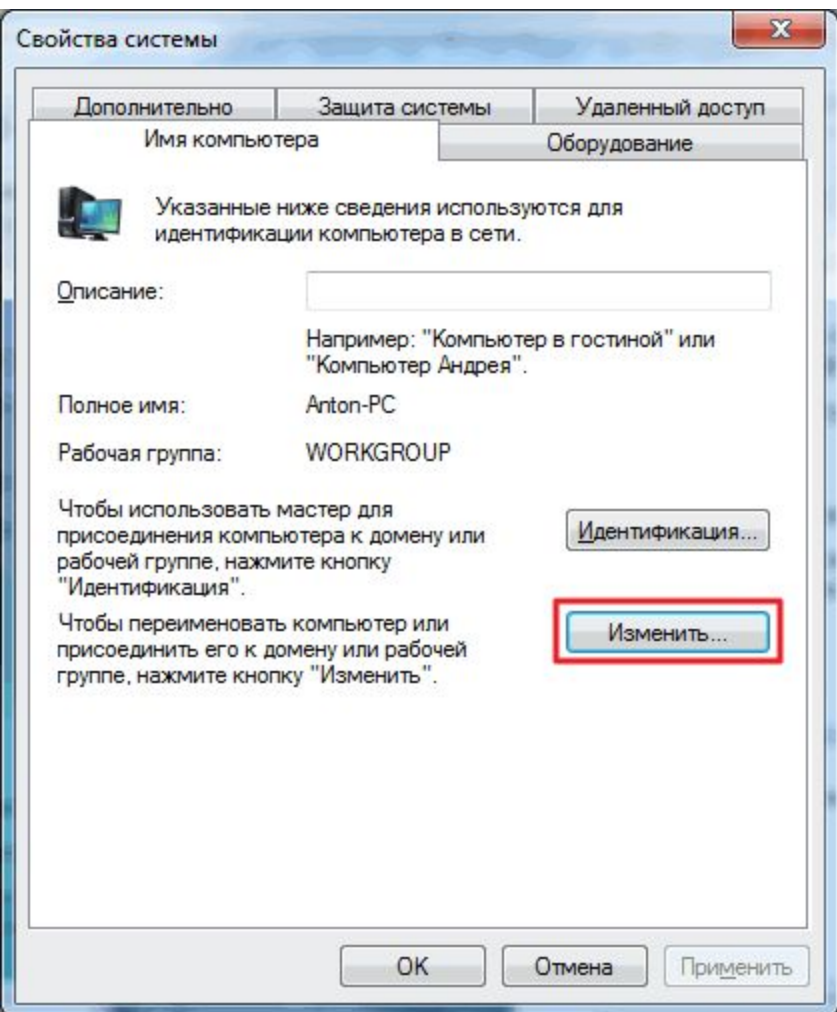 Свойства системы
Дополнительно
Защита системы
Удаленный доступ
Имя компьютера
Оборудование
Указанные ниже сведения используются для
идентификации компьютера в сети.
Описание:
Например: "Компьютер в гостиной" или
"Компьютер Андрея".
Полное имя:
Anton-PC
Рабочая группа:
WORKGROUP
Чтобы использовать мастер для
присоединения компьютера к домену или
рабочей группе, нажмите кнопку
"Идентификация".
Идентификация...
Чтобы переименовать компьютер или
присоединить его к домену или рабочей
группе, нажмите кнопку "Изменить".
Изменить...
OK
Отмена
Применить